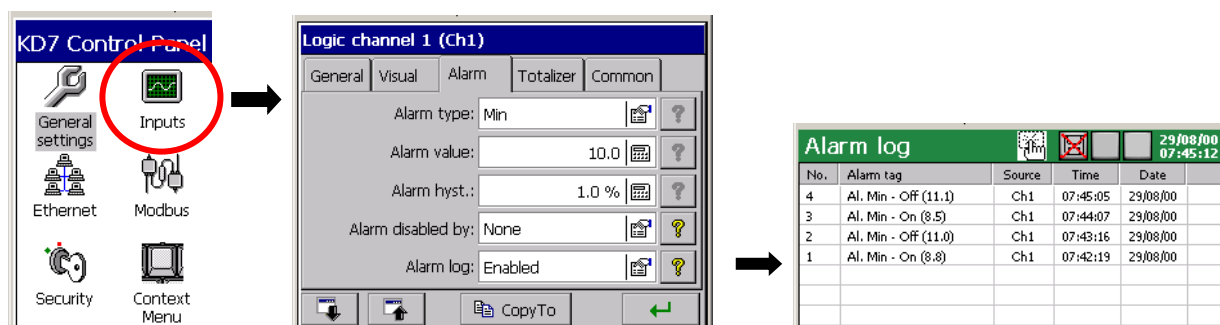 KD7 Control Panel
General settings
Inputs
Ethernet
Modbus
Security
Context Menu
Logic channel 1 (Ch1)
General Visual Alarm Totalizer Common
Alarm type: Min ?
Alarm value: 10.0 ?
Alarm hyst.: 1.0 % ?
Alarm disabled by: None ?
Alarm log: Enabled ?
CopyTo
Alarm log 29/08/00
07:45:12
No. Alarm tag Source Time Date
4 Al. Min - Off (11.1) Ch1 07:45:05 29/08/00
3 Al. Min - On (8.5) Ch1 07:44:07 29/08/00
2 Al. Min - Off (11.0) Ch1 07:43:16 29/08/00
1 Al. Min - On (8.8) Ch1 07:42:19 29/08/00